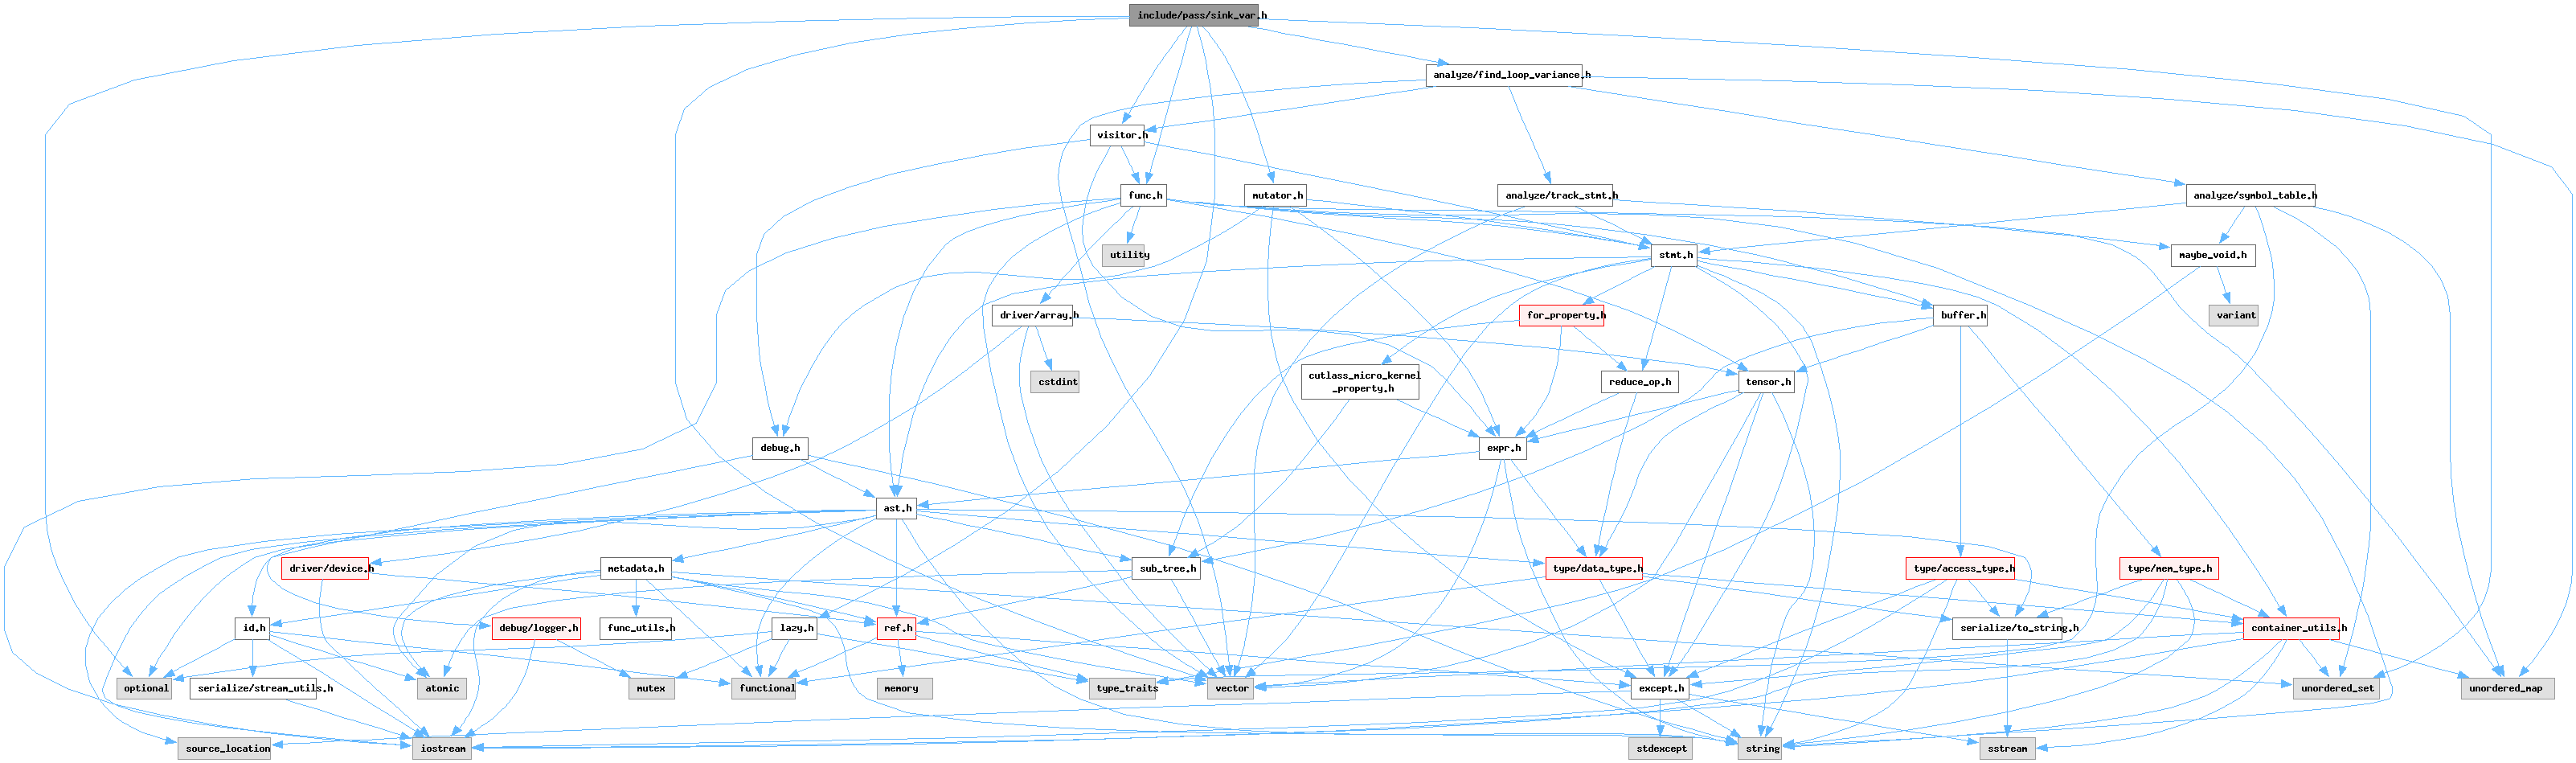 include/pass/sink_var.h
analyze/find_loop_variance.h
visitor.h
func.h
mutator.h
analyze/track_stmt.h
analyze/symbol_table.h
utility
stmt.h
maybe_void.h
driver/array.h
for_property.h
buffer.h
variant
cstdint
cutlass_micro_kernel
_property.h
reduce_op.h
tensor.h
debug.h
expr.h
ast.h
driver/device.h
metadata.h
sub_tree.h
type/data_type.h
type/access_type.h
type/mem_type.h
id.h
debug/logger.h
func_utils.h
lazy.h
ref.h
serialize/to_string.h
container_utils.h
optional
serialize/stream_utils.h
atomic
mutex
functional
memory
type_traits
vector
except.h
unordered_set
unordered_map
source_location
iostream
stdexcept
string
sstream